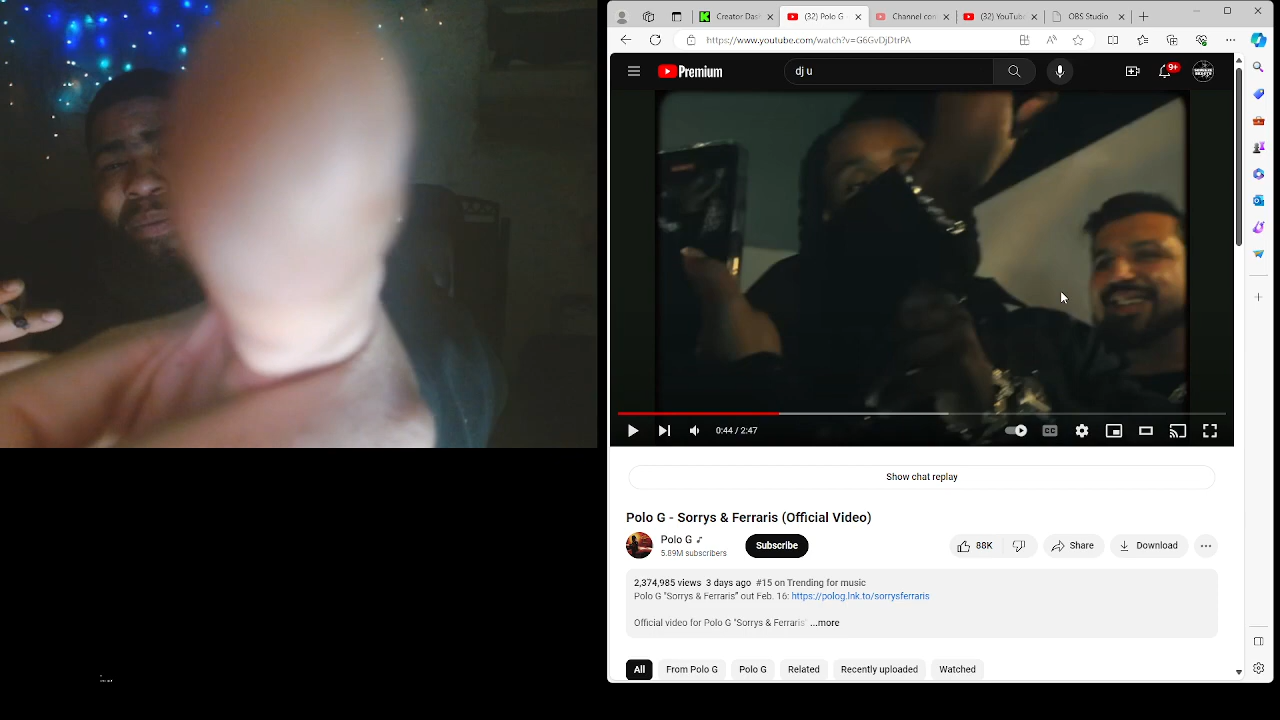 Creator Das
(32) Polo G -
Channel con
(32) YouTube
OBS Studio
https://www.youtube.com/watch?v=G6GvDjDtrPA
Premium
dj u
9+
0:44 / 2:47
CC
Show chat replay
Polo G - Sorrys & Ferraris (Official Video)
Polo G
5.89M subscribers
Subscribe
88K
Share
Download
2,374,985 views 3 days ago #15 on Trending for music
Polo G "Sorrys & Ferraris" out Feb. 16: https://polog.lnk.to/sorrysferraris
Official video for Polo G "Sorrys & Ferraris" ...more
All
From Polo G
Polo G
Related
Recently uploaded
Watched